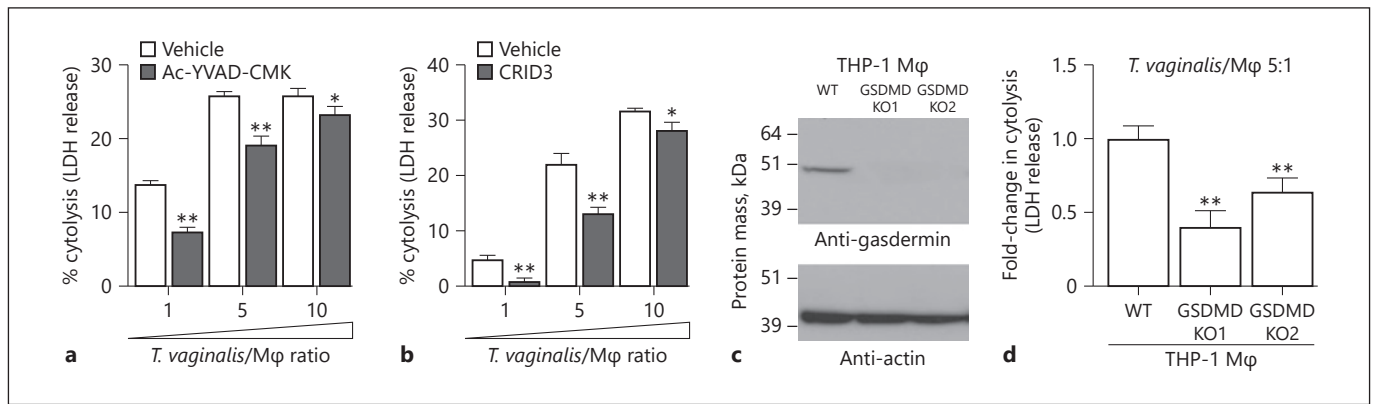 Vehicle
Ac-YVAD-CMK
% cytolysis (LDH release)
30
20
10
0
1 5 10
T. vaginalis/Mφ ratio
a
Vehicle
CRID3
% cytolysis (LDH release)
40
30
20
10
0
1 5 10
T. vaginalis/Mφ ratio
b
** ** *
** ** *
THP-1 Mφ
WT GSDMD GSDMD
KO1 KO2
Protein mass, kDa
64
51
39
Anti-gasdermin
51
39
Anti-actin
c
T. vaginalis/Mφ 5:1
Fold-change in cytolysis
(LDH release)
1.5
1.0
0.5
0
** **
WT GSDMD GSDMD
KO1 KO2
THP-1 Mφ
d